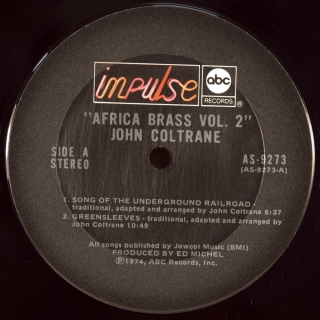 impulse
abc
RECORDS ®
"AFRICA BRASS VOL. 2"
JOHN COLTRANE
SIDE A
STEREO
AS-9273
(AS-9273-A)
1. SONG OF THE UNDERGROUND RAILROAD -
traditional, adapted and arranged by John Coltrane 6:37
2. GREENSLEEVES - traditional, adapted and arranged by
John Coltrane 10:49
All songs published by Jowcol Music (BMI)
PRODUCED BY ED MICHEL
℗1974, ABC Records, Inc.